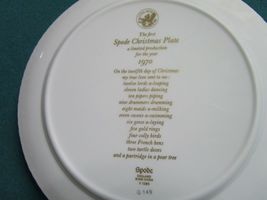 The first
Spode Christmas Plate
a limited production
for the year
1970
On the twelfth day of Christmas
my true love sent to me:
twelve lords a-leaping
eleven ladies dancing
ten pipers piping
nine drummers drumming
eight maids a-milking
seven swans a-swimming
six geese a-laying
five gold rings
four colly birds
three French hens
two turtle doves
and a partridge in a pear tree
Spode
ENGLAND
BONE CHINA